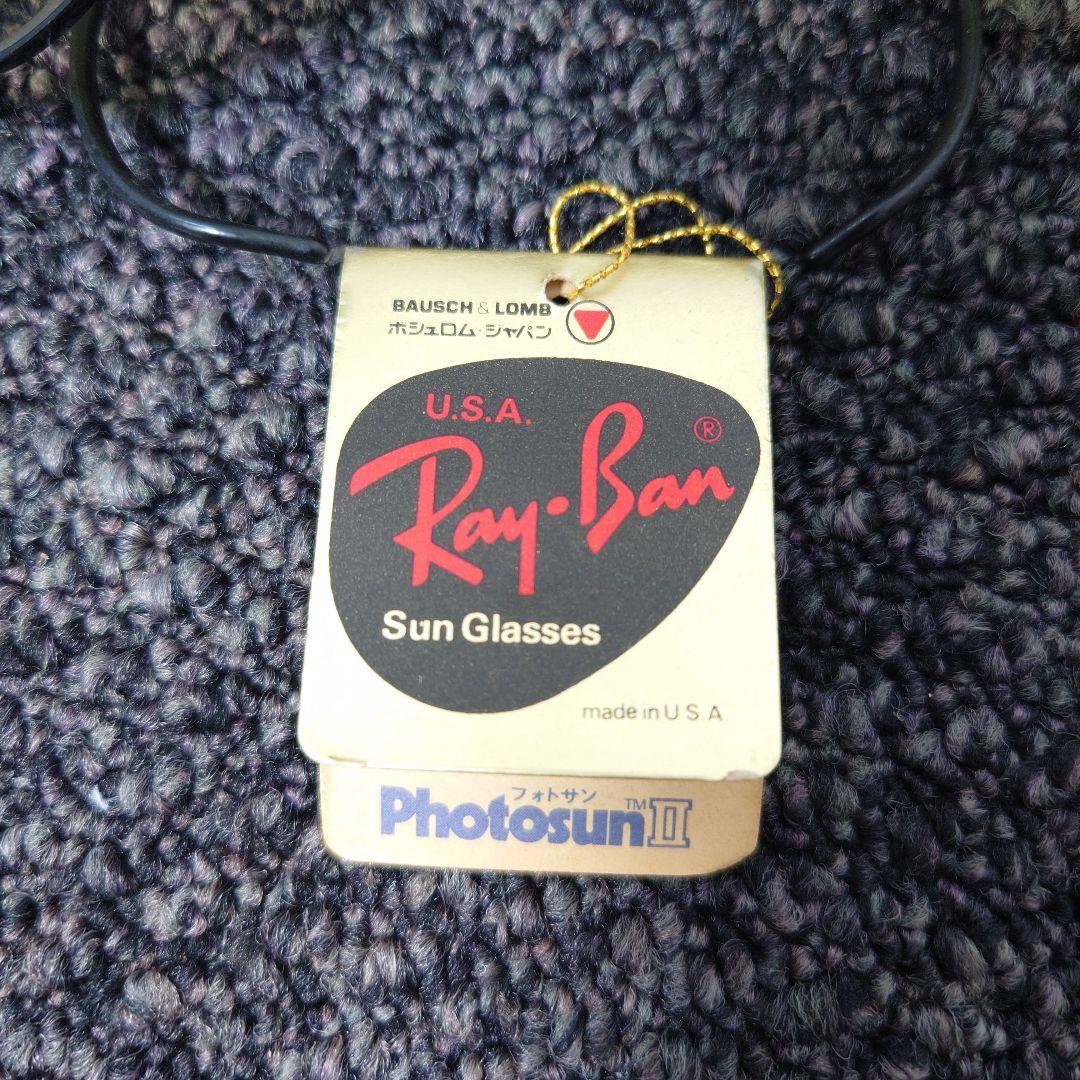 BAUSCH & LOMB
ボシュロム・ジャパン
U.S.A.
Ray·Ban®
Sun Glasses
made in U.S.A.
フォトサン
Photosun™II